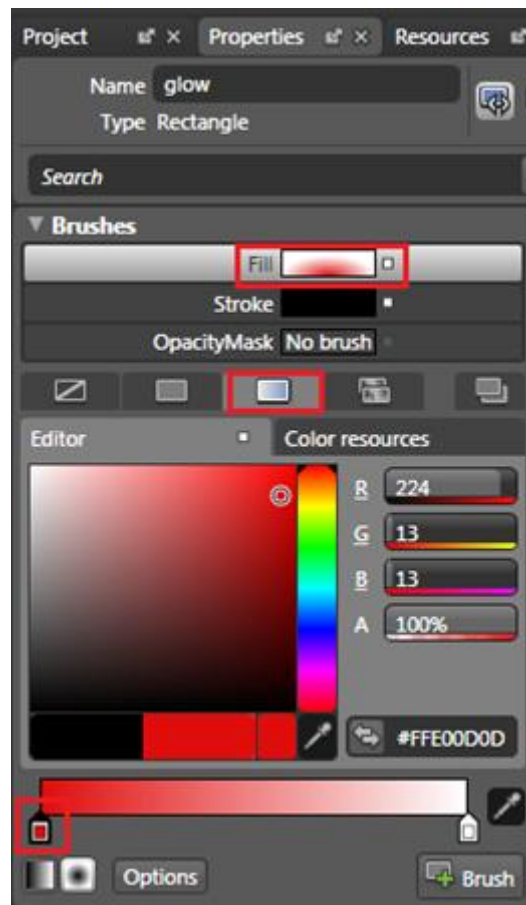 Project Properties Resources
Name glow
Type Rectangle
Search
Brushes
Fill
Stroke
OpacityMask No brush
Editor Color resources
R 224
G 13
B 13
A 100%
#FFE00D0D
Options Brush